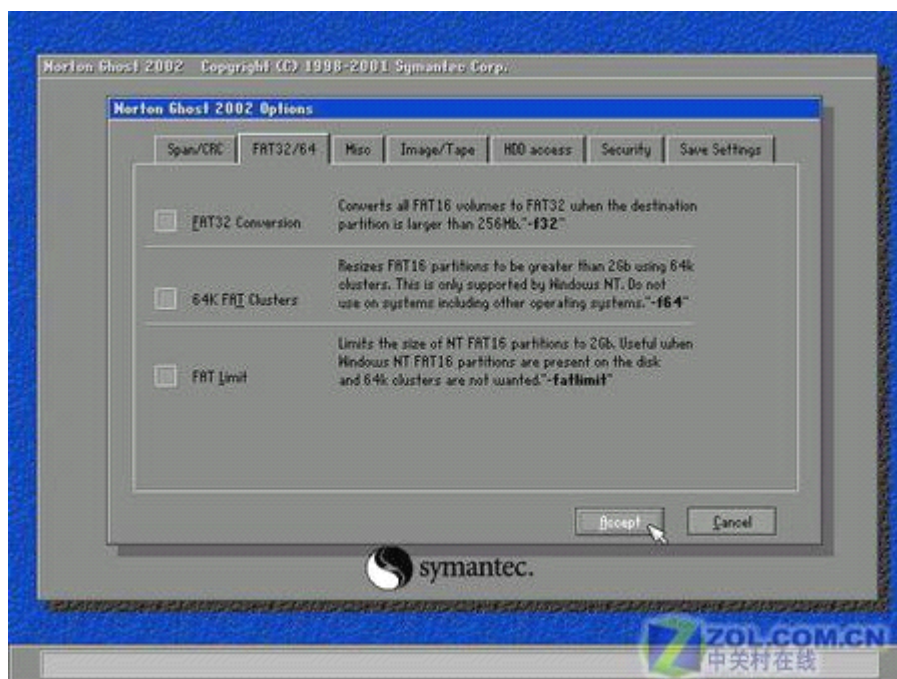 Norton Ghost 2002 Copyright (C) 1998-2001 Symantec Corp.
Norton Ghost 2002 Options
Span/CRC
FAT32/64
Misc
Image/Tape
HDD access
Security
Save Settings
FAT32 Conversion
Converts all FAT16 volumes to FAT32 when the destination
partition is larger than 256Mb."-f32"
64K FAT Clusters
Resizes FAT16 partitions to be greater than 2Gb using 64k
clusters. This is only supported by Windows NT. Do not
use on systems including other operating systems."-f64"
FAT Limit
Limits the size of NT FAT16 partitions to 2Gb. Useful when
Windows NT FAT16 partitions are present on the disk
and 64k clusters are not wanted."-fatlimit"
Accept
Cancel
symantec.
ZOL.COM.CN
中关村在线